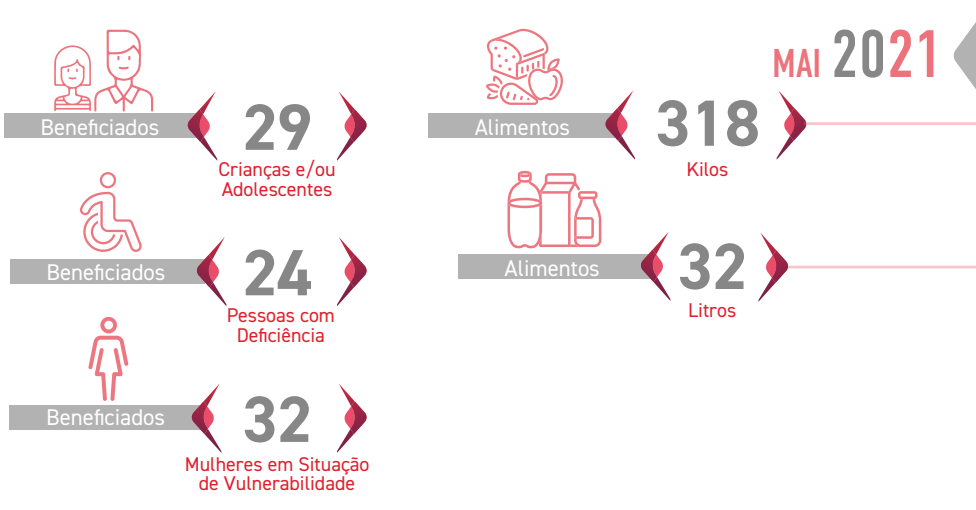 MAI 2021
Beneficiados
29
Crianças e/ou
Adolescentes
Beneficiados
24
Pessoas com
Deficiência
Beneficiados
32
Mulheres em Situação
de Vulnerabilidade
Alimentos
318
Kilos
Alimentos
32
Litros